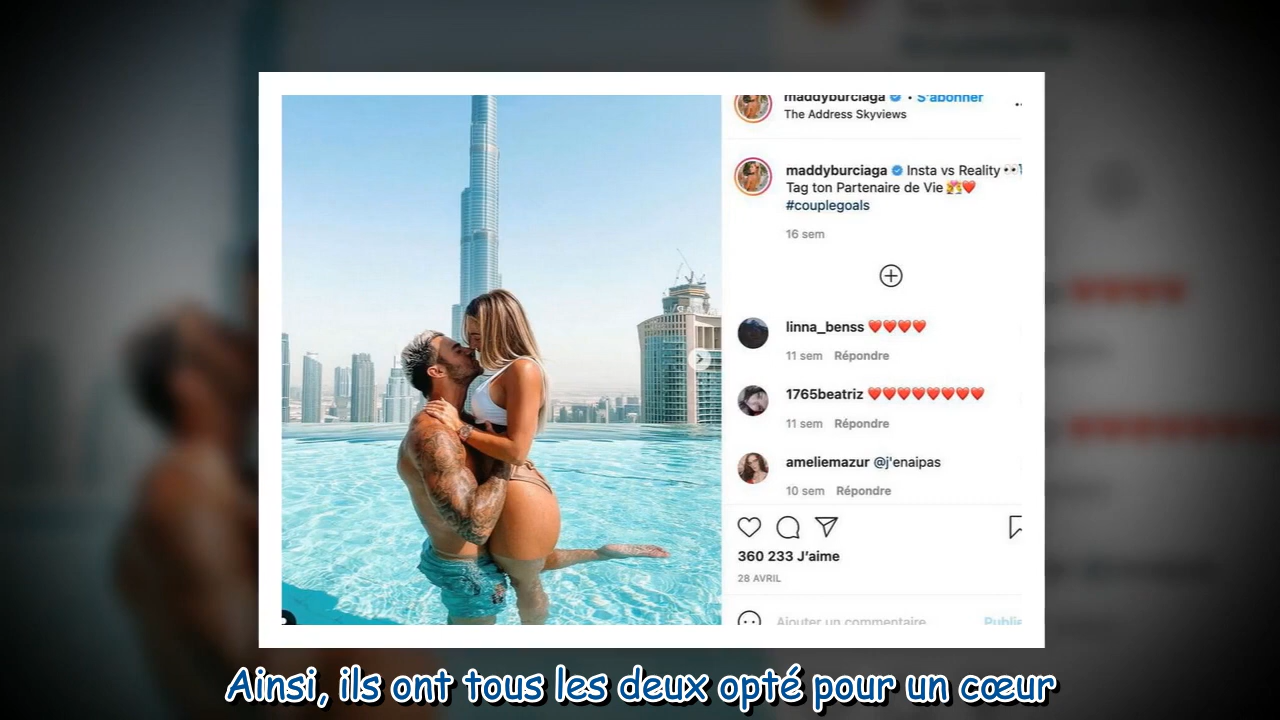 maddyburciaga • S'abonner
The Address Skyviews
maddyburciaga Insta vs Reality
Tag ton Partenaire de Vie
#couplegoals
16 sem
linna_benss
11 sem Répondre
1765beatriz
11 sem Répondre
ameliemazur @j'enaipas
10 sem Répondre
360 233 J'aime
28 AVRIL
Ajouter un commentaire
Ainsi, ils ont tous les deux opté pour un cœur